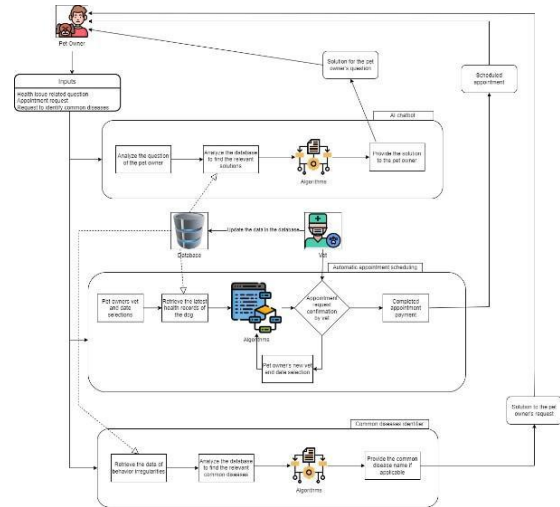 Pet Owner
Inputs
Health issue related question
Appointment request
Request to identify common diseases
Solution for the pet
owner's question
Scheduled
appointment
AI chatbot
Analyze the question
of the pet owner
Analyze the database
to find the relevant
solutions
Algorithms
Provide the solution
to the pet owner
Database
Update the data in the database
Vet
Automatic appointment scheduling
Pet owners vet
and date
selections
Retrieve the latest
health records of
the dog
Algorithms
Appointment
request
confirmation
by vet
Completed
appointment
payment
Pet owner's new vet
and date selection
Solution to the pet
owner's request
Common diseases identifier
Retrieve the data of
behavior irregularities
Analyze the database
to find the relevant
common diseases
Algorithms
Provide the common
disease name if
applicable